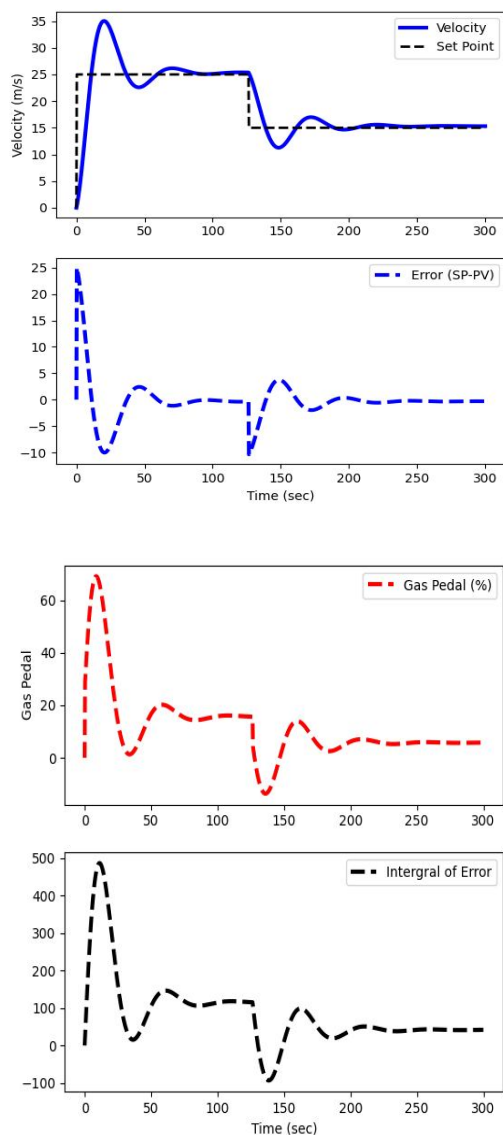 35
30
25
20
15
10
5
0
Velocity (m/s)
Velocity
Set Point
0 50 100 150 200 250 300
25
20
15
10
5
0
−5
−10
Error (SP-PV)
0 50 100 150 200 250 300
Time (sec)
60
40
20
0
Gas Pedal
Gas Pedal (%)
0 50 100 150 200 250 300
500
400
300
200
100
0
−100
Intergral of Error
0 50 100 150 200 250 300
Time (sec)